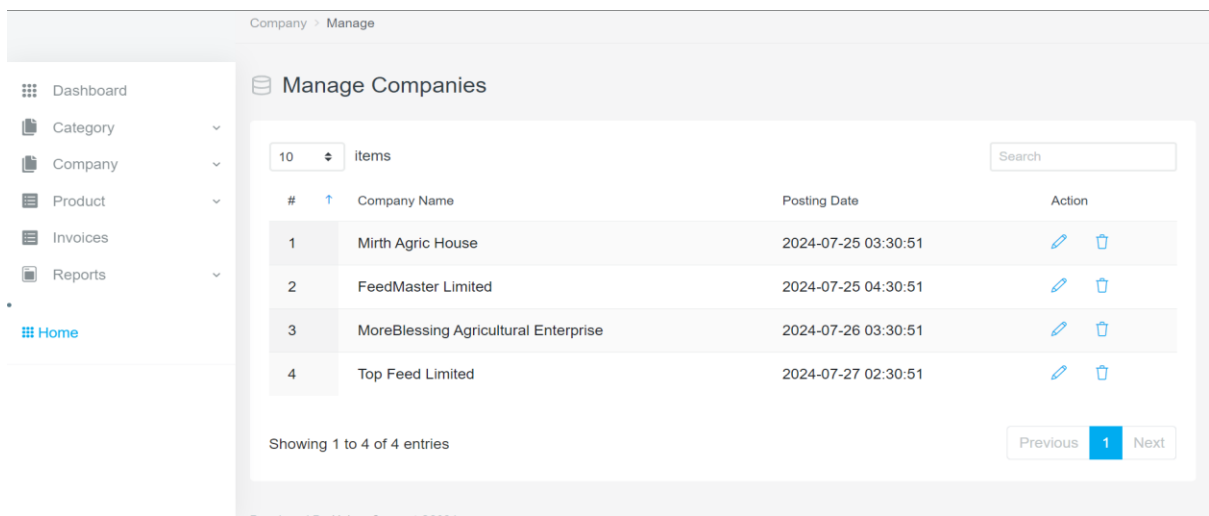 Company > Manage
Dashboard
Category
Company
Product
Invoices
Reports
Home
Manage Companies
10 items
Search
# ↑ Company Name Posting Date Action
1 Mirth Agric House 2024-07-25 03:30:51
2 FeedMaster Limited 2024-07-25 04:30:51
3 MoreBlessing Agricultural Enterprise 2024-07-26 03:30:51
4 Top Feed Limited 2024-07-27 02:30:51
Showing 1 to 4 of 4 entries
Previous 1 Next